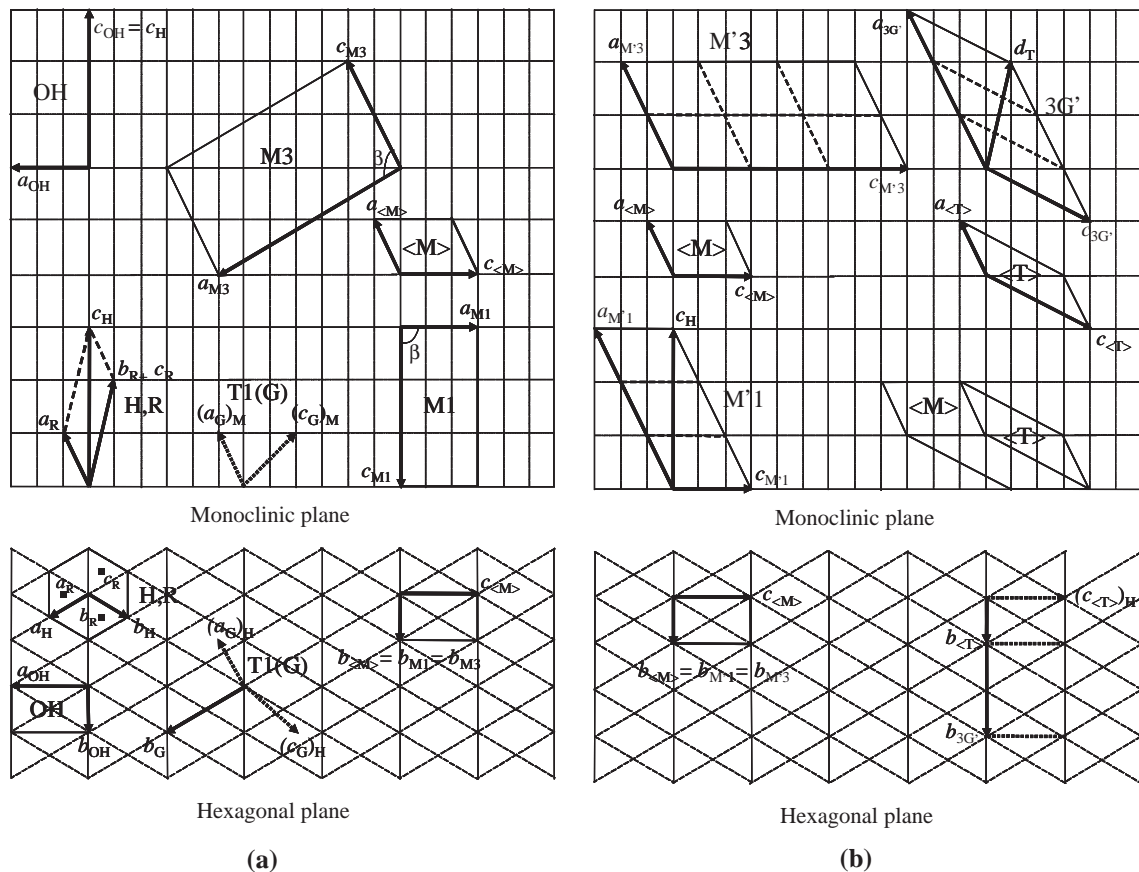 c_OH = c_H
OH
a_OH
c_M3
M3
β
a_M3
a_<M>
<M>
c_<M>
c_H
b_R+ c_R
a_R
H,R
T1(G)
(a_G)_M
(c_G)_M
a_M1
β
M1
c_M1
Monoclinic plane
a_R
c_R
H,R
b_R
a_H
b_H
(a_G)_H
T1(G)
a_OH
OH
b_OH
b_G
(c_G)_H
c_<M>
b_<M> = b_M1 = b_M3
Hexagonal plane
(a)
a_M'3
M'3
c_M'3
a_3G'
d_T
3G'
c_3G'
a_<M>
<M>
c_<M>
a_<T>
<T>
c_<T>
a_M'1
c_H
M'1
c_M'1
<M>
<T>
Monoclinic plane
c_<M>
b_<M> = b_M'1 = b_M'3
(c_<T>)_H
b_<T>
b_3G'
Hexagonal plane
(b)